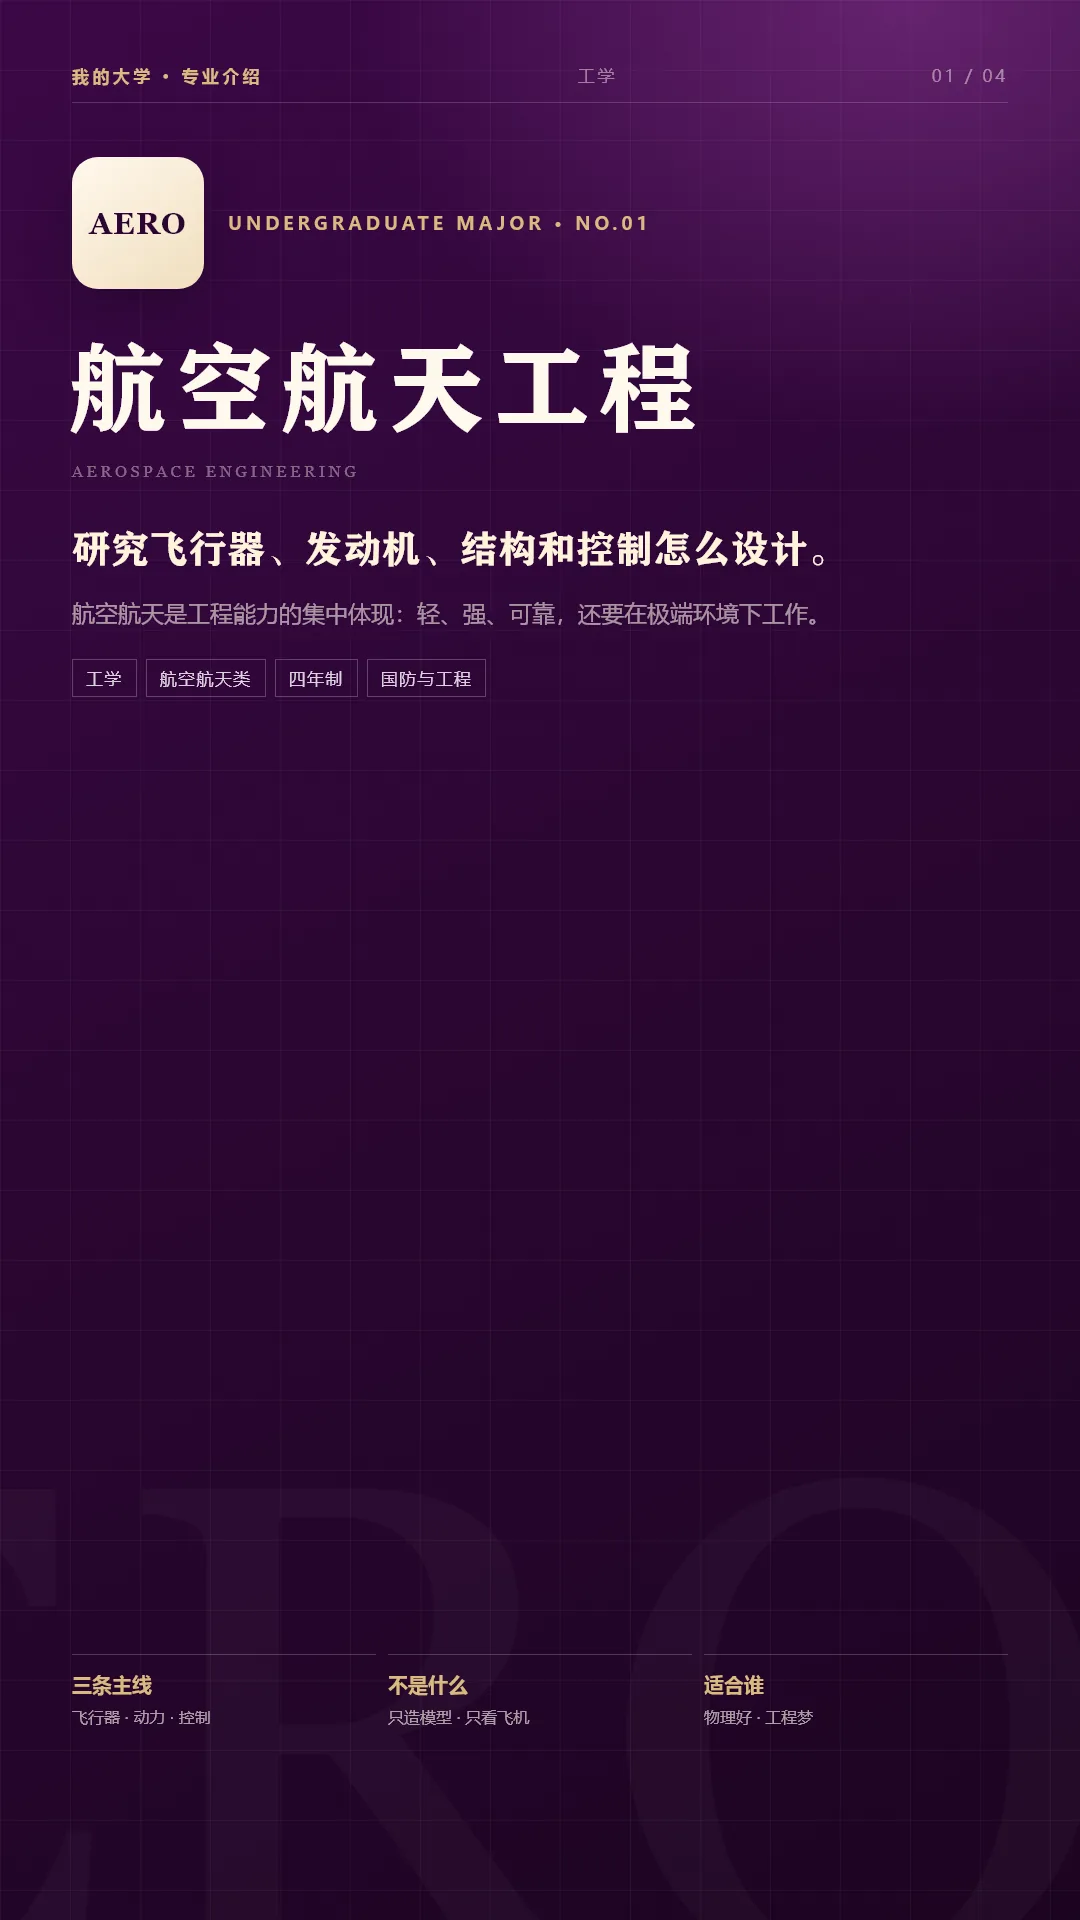 我的大学 • 专业介绍
工学
01 / 04
AERO
UNDERGRADUATE MAJOR • NO.01
航空航天工程
AEROSPACE ENGINEERING
研究飞行器、发动机、结构和控制怎么设计。
航空航天是工程能力的集中体现：轻、强、可靠，还要在极端环境下工作。
工学
航空航天类
四年制
国防与工程
三条主线
飞行器 · 动力 · 控制
不是什么
只造模型 · 只看飞机
适合谁
物理好 · 工程梦
ERO